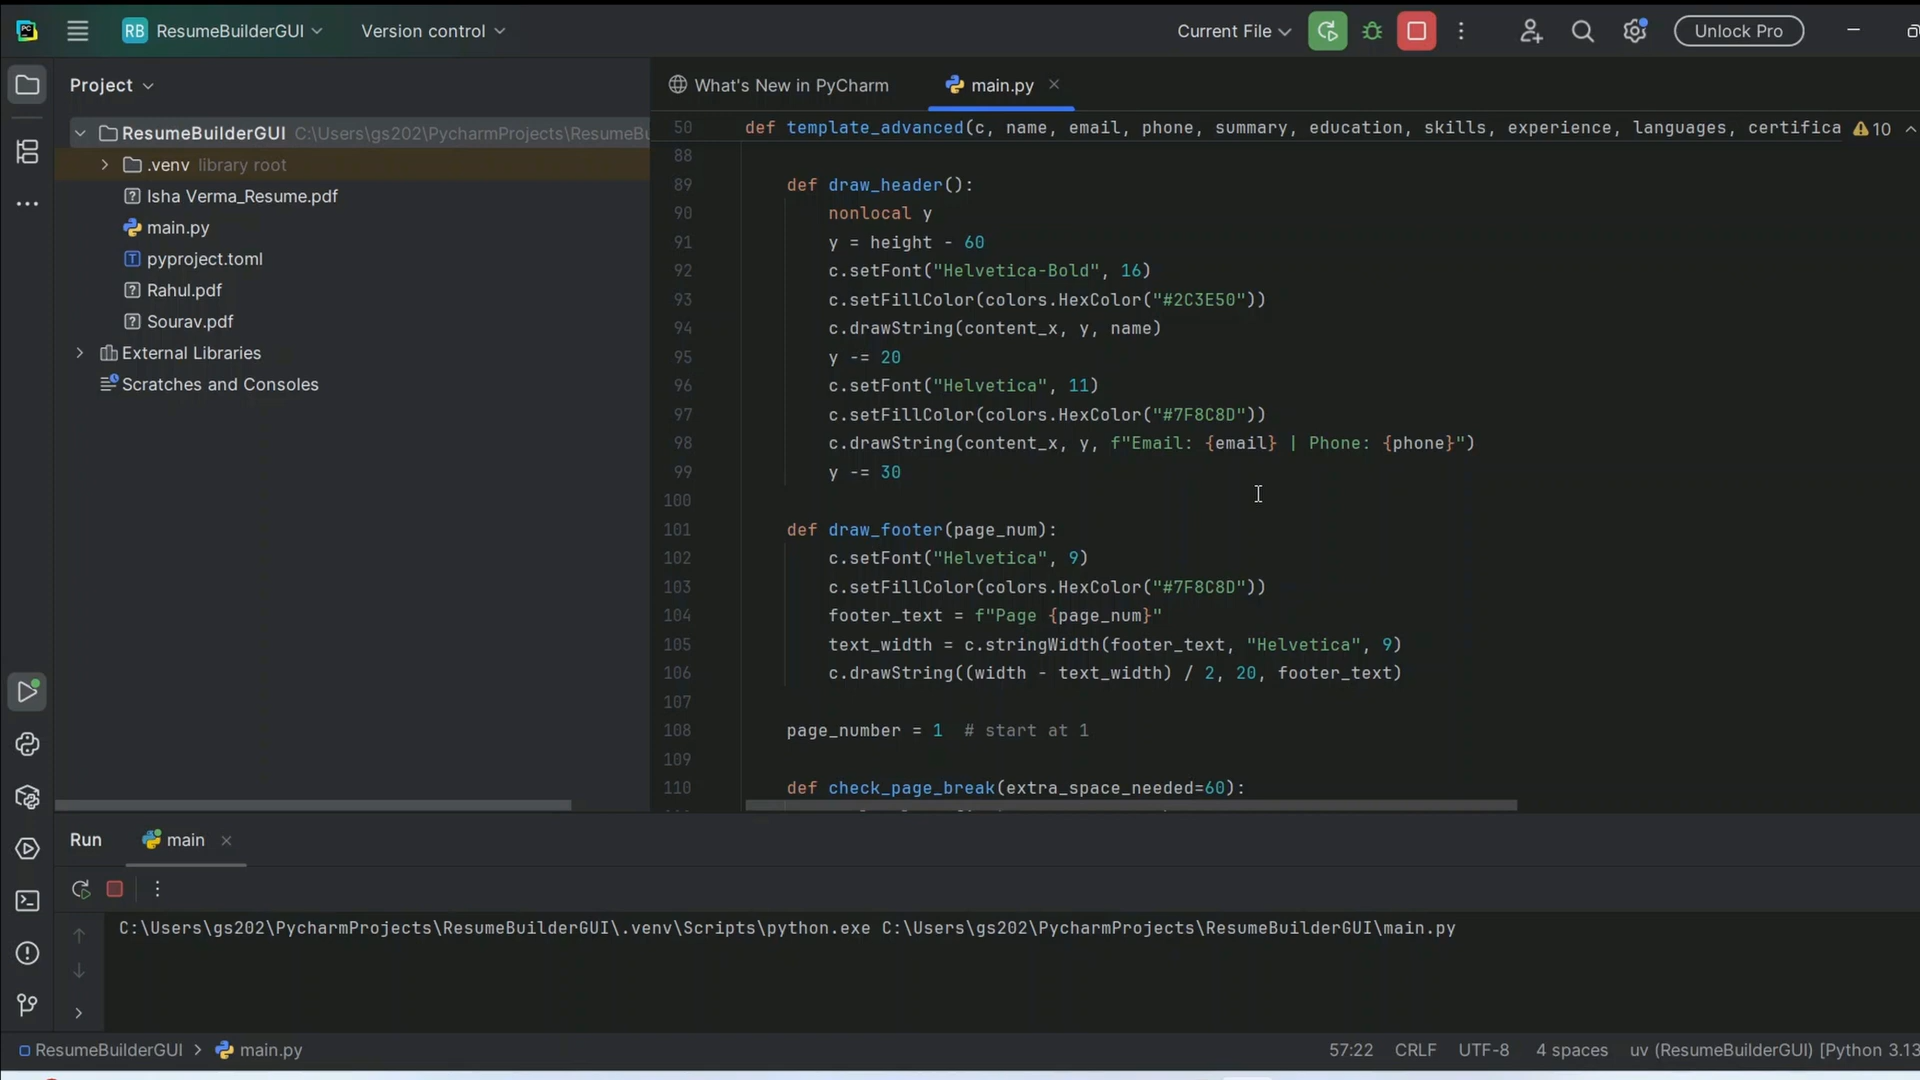 PC
RB ResumeBuilderGUI
Version control
Current File
Unlock Pro
Project
ResumeBuilderGUI C:\Users\gs202\PycharmProjects\ResumeB
.venv library root
Isha Verma_Resume.pdf
main.py
pyproject.toml
Rahul.pdf
Sourav.pdf
External Libraries
Scratches and Consoles
What's New in PyCharm
main.py
50 def template_advanced(c, name, email, phone, summary, education, skills, experience, languages, certifica
10
88
89 def draw_header():
90 nonlocal y
91 y = height - 60
92 c.setFont("Helvetica-Bold", 16)
93 c.setFillColor(colors.HexColor("#2C3E50"))
94 c.drawString(content_x, y, name)
95 y -= 20
96 c.setFont("Helvetica", 11)
97 c.setFillColor(colors.HexColor("#7F8C8D"))
98 c.drawString(content_x, y, f"Email: {email} | Phone: {phone}")
99 y -= 30
100
101 def draw_footer(page_num):
102 c.setFont("Helvetica", 9)
103 c.setFillColor(colors.HexColor("#7F8C8D"))
104 footer_text = f"Page {page_num}"
105 text_width = c.stringWidth(footer_text, "Helvetica", 9)
106 c.drawString((width - text_width) / 2, 20, footer_text)
107
108 page_number = 1 # start at 1
109
110 def check_page_break(extra_space_needed=60):
Run
main
C:\Users\gs202\PycharmProjects\ResumeBuilderGUI\.venv\Scripts\python.exe C:\Users\gs202\PycharmProjects\ResumeBuilderGUI\main.py
ResumeBuilderGUI > main.py
57:22 CRLF UTF-8 4 spaces uv (ResumeBuilderGUI) [Python 3.13